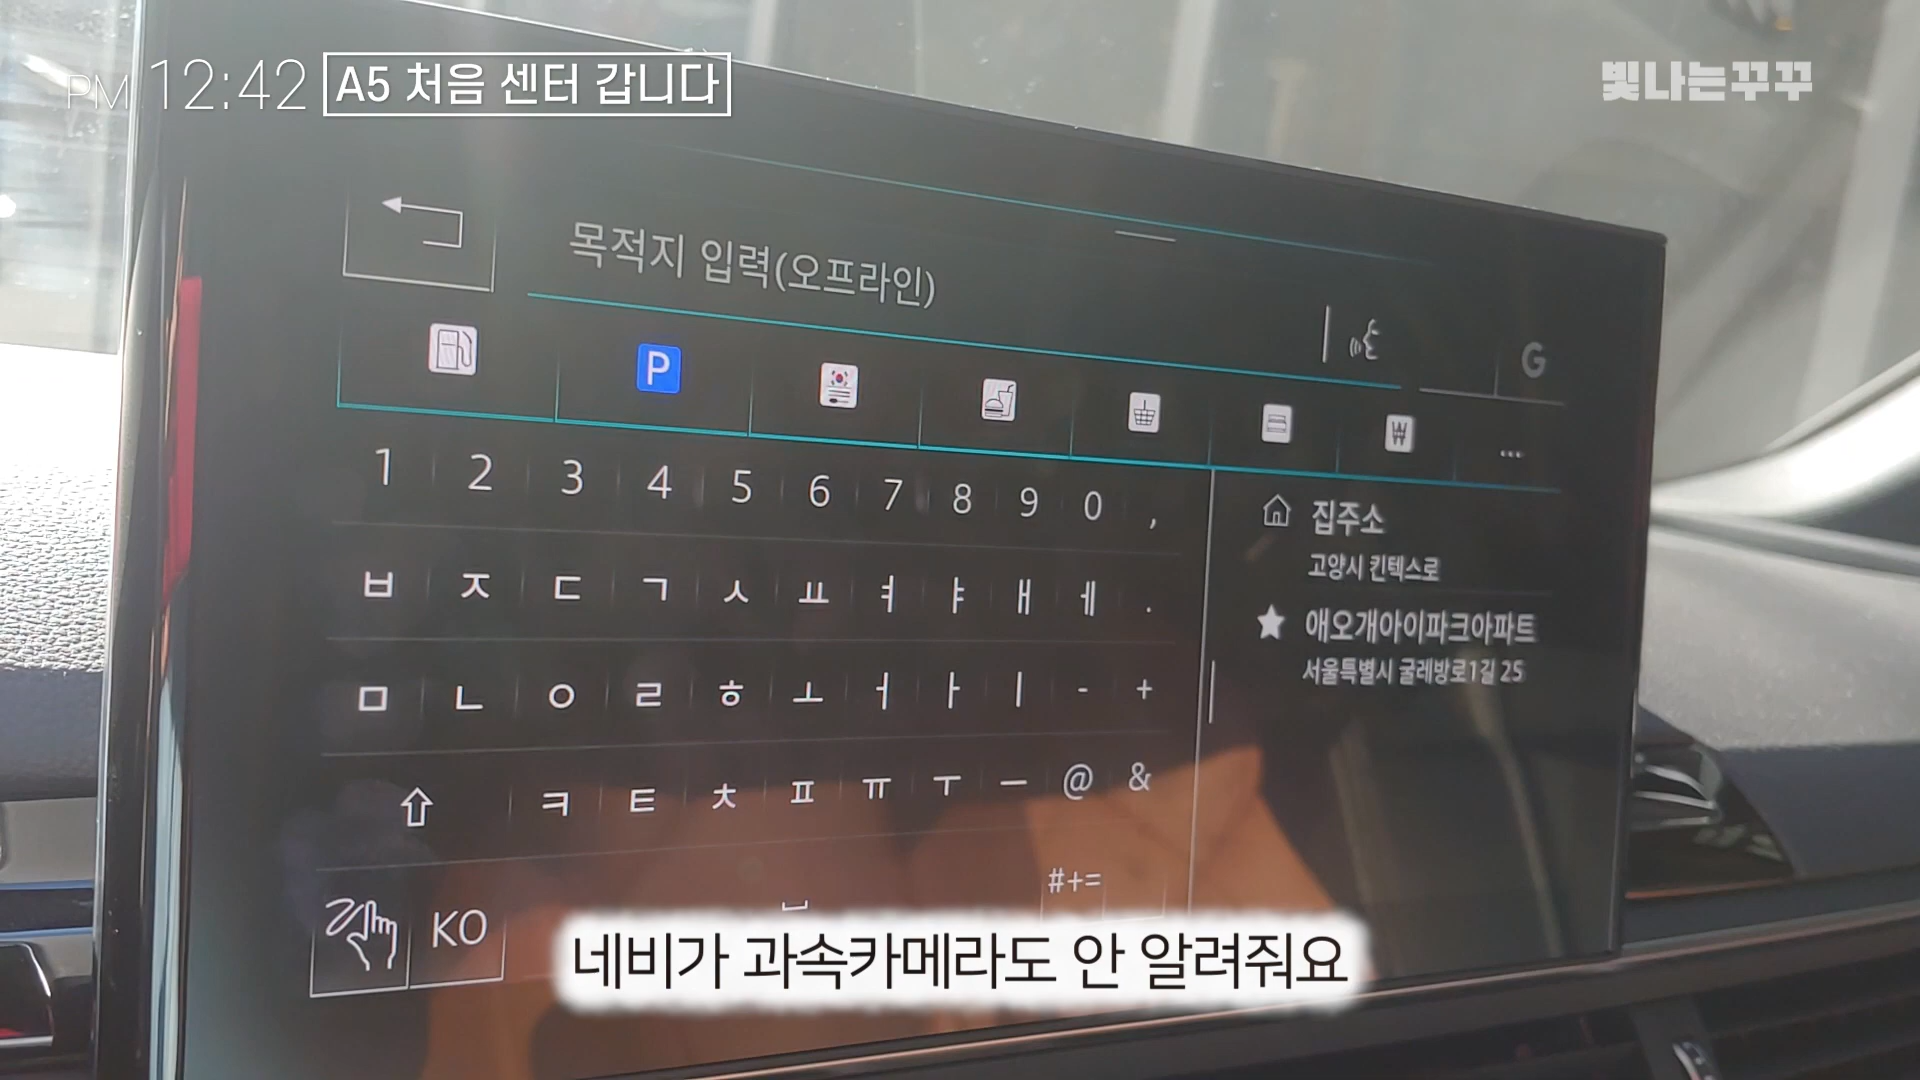 PM 12:42 A5 처음 센터 갑니다
빛나는꾸꾸
목적지 입력(오프라인)
G
P
₩
...
1 2 3 4 5 6 7 8 9 0 ,
ㅂ ㅈ ㄷ ㄱ ㅅ ㅛ ㅕ ㅑ ㅐ ㅔ .
ㅁ ㄴ ㅇ ㄹ ㅎ ㅗ ㅓ ㅏ ㅣ - +
ㅋ ㅌ ㅊ ㅍ ㅠ ㅜ ㅡ @ &
KO #+=
집주소
고양시 킨텍스로
애오개아이파크아파트
서울특별시 굴레방로1길 25
네비가 과속카메라도 안 알려줘요